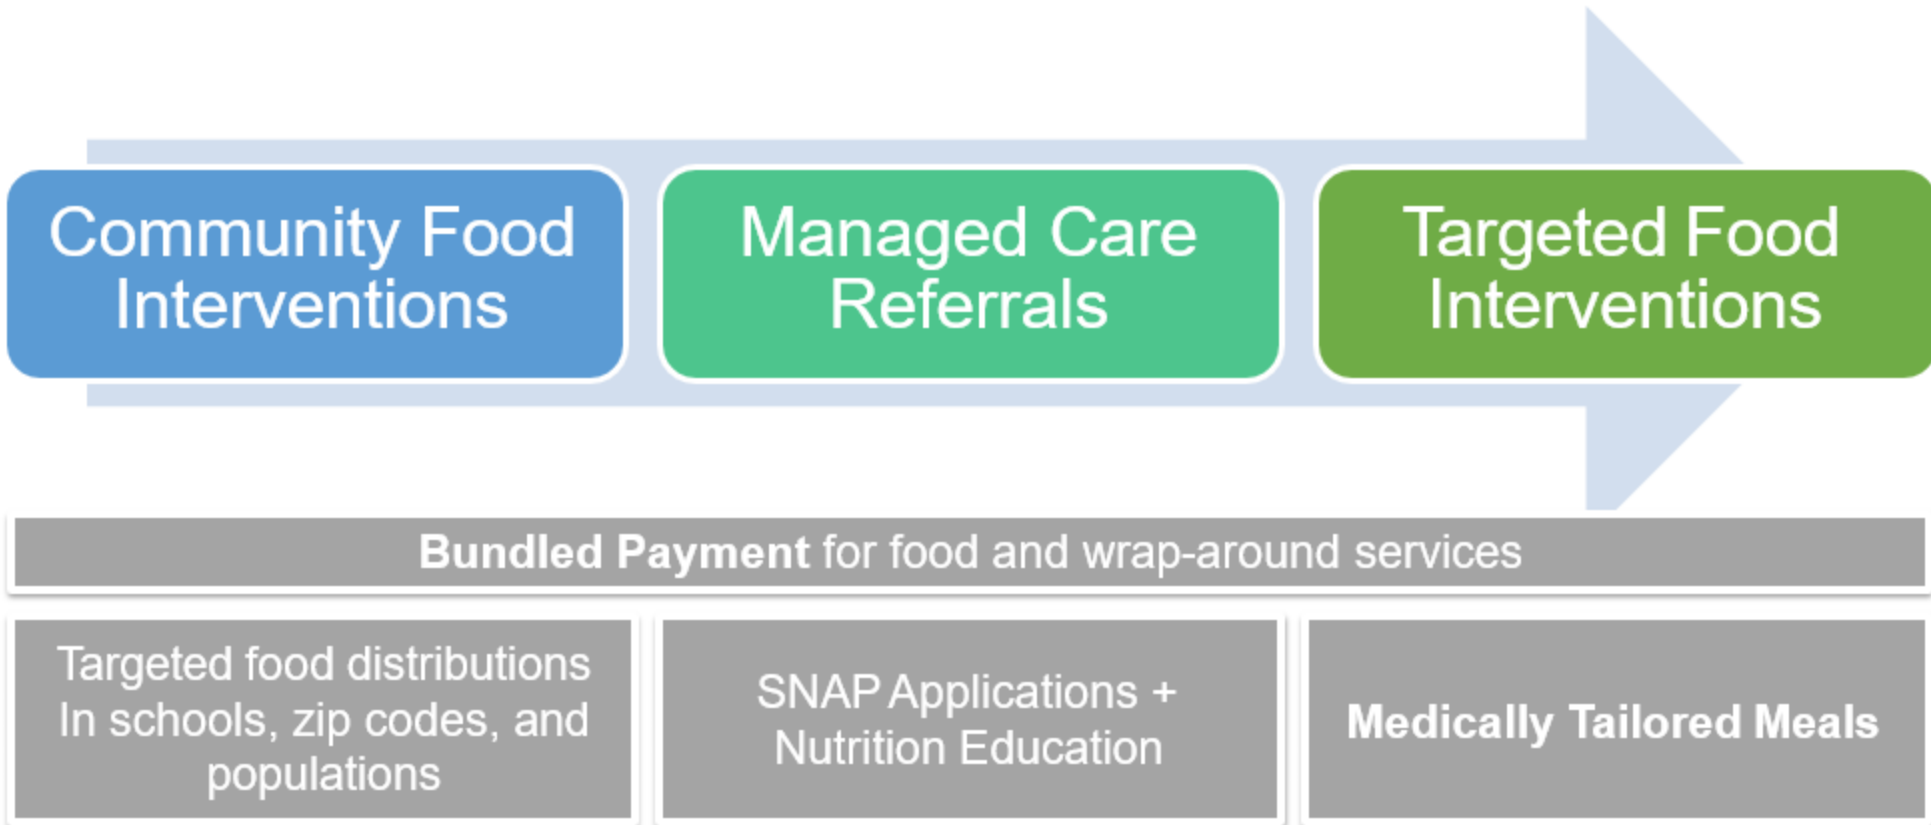 Community Food
Interventions
Managed Care
Referrals
Targeted Food
Interventions
Bundled Payment for food and wrap-around services
Targeted food distributions
In schools, zip codes, and
populations
SNAP Applications +
Nutrition Education
Medically Tailored Meals